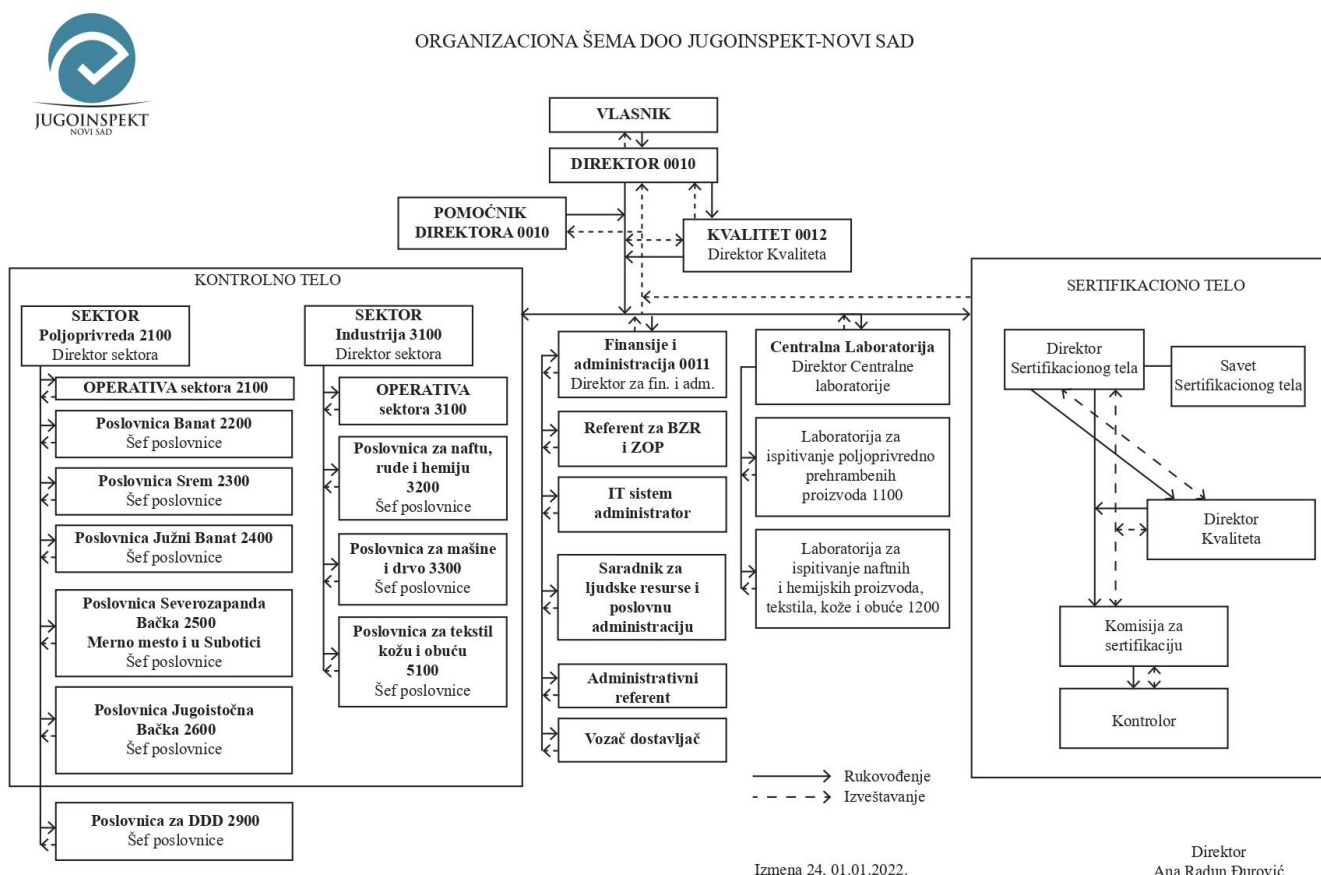 JUGOINSPEKT
NOVI SAD
ORGANIZACIONA ŠEMA DOO JUGOINSPEKT-NOVI SAD
VLASNIK
DIREKTOR 0010
POMOĆNIK
DIREKTORA 0010
KVALITET 0012
Direktor Kvaliteta
KONTROLNO TELO
SEKTOR
Poljoprivreda 2100
Direktor sektora
OPERATIVA sektora 2100
Poslovnica Banat 2200
Šef poslovnice
Poslovnica Srem 2300
Šef poslovnice
Poslovnica Južni Banat 2400
Šef poslovnice
Poslovnica Severozapanda
Bačka 2500
Merno mesto i u Subotici
Šef poslovnice
Poslovnica Jugoistočna
Bačka 2600
Šef poslovnice
Poslovnica za DDD 2900
Šef poslovnice
SEKTOR
Industrija 3100
Direktor sektora
OPERATIVA
sektora 3100
Poslovnica za naftu,
rude i hemiju
3200
Šef poslovnice
Poslovnica za mašine
i drvo 3300
Šef poslovnice
Poslovnica za tekstil
kožu i obuću
5100
Šef poslovnice
Finansije i
administracija 0011
Direktor za fin. i adm.
Referent za BZR
i ZOP
IT sistem
administrator
Saradnik za
ljudske resurse i
poslovnu
administraciju
Administrativni
referent
Vozač dostavljač
Centralna Laboratorija
Direktor Centralne
laboratorije
Laboratorija za
ispitivanje poljoprivredno
prehrambenih
proizvoda 1100
Laboratorija za
ispitivanje naftnih
i hemijskih proizvoda,
tekstila, kože i obuće 1200
SERTIFIKACIONO TELO
Direktor
Sertifikacionog tela
Savet
Sertifikacionog tela
Direktor
Kvaliteta
Komisija za
sertifikaciju
Kontrolor
Rukovođenje
Izveštavanje
Izmena 24, 01.01.2022.
Direktor
Ana Radun Đurović